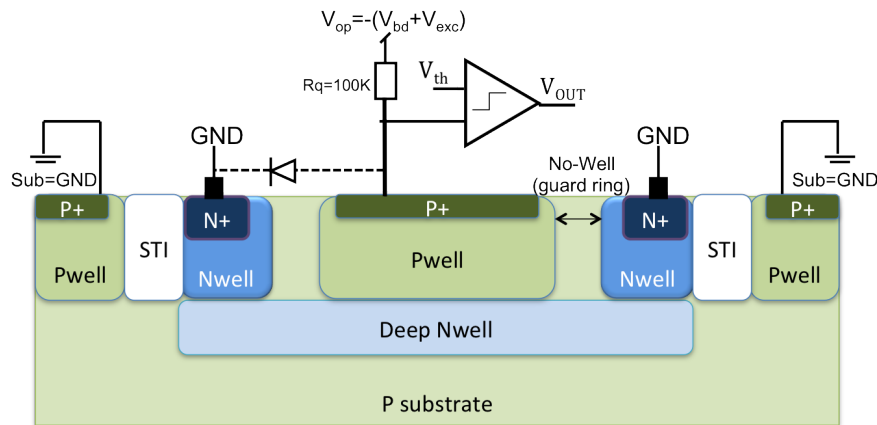 V_op=-(V_bd+V_exc)
Rq=100K
V_th
V_OUT
GND
GND
Sub=GND
No-Well
(guard ring)
Sub=GND
P+
N+
P+
N+
P+
STI
STI
Pwell
Nwell
Pwell
Nwell
Pwell
Deep Nwell
P substrate